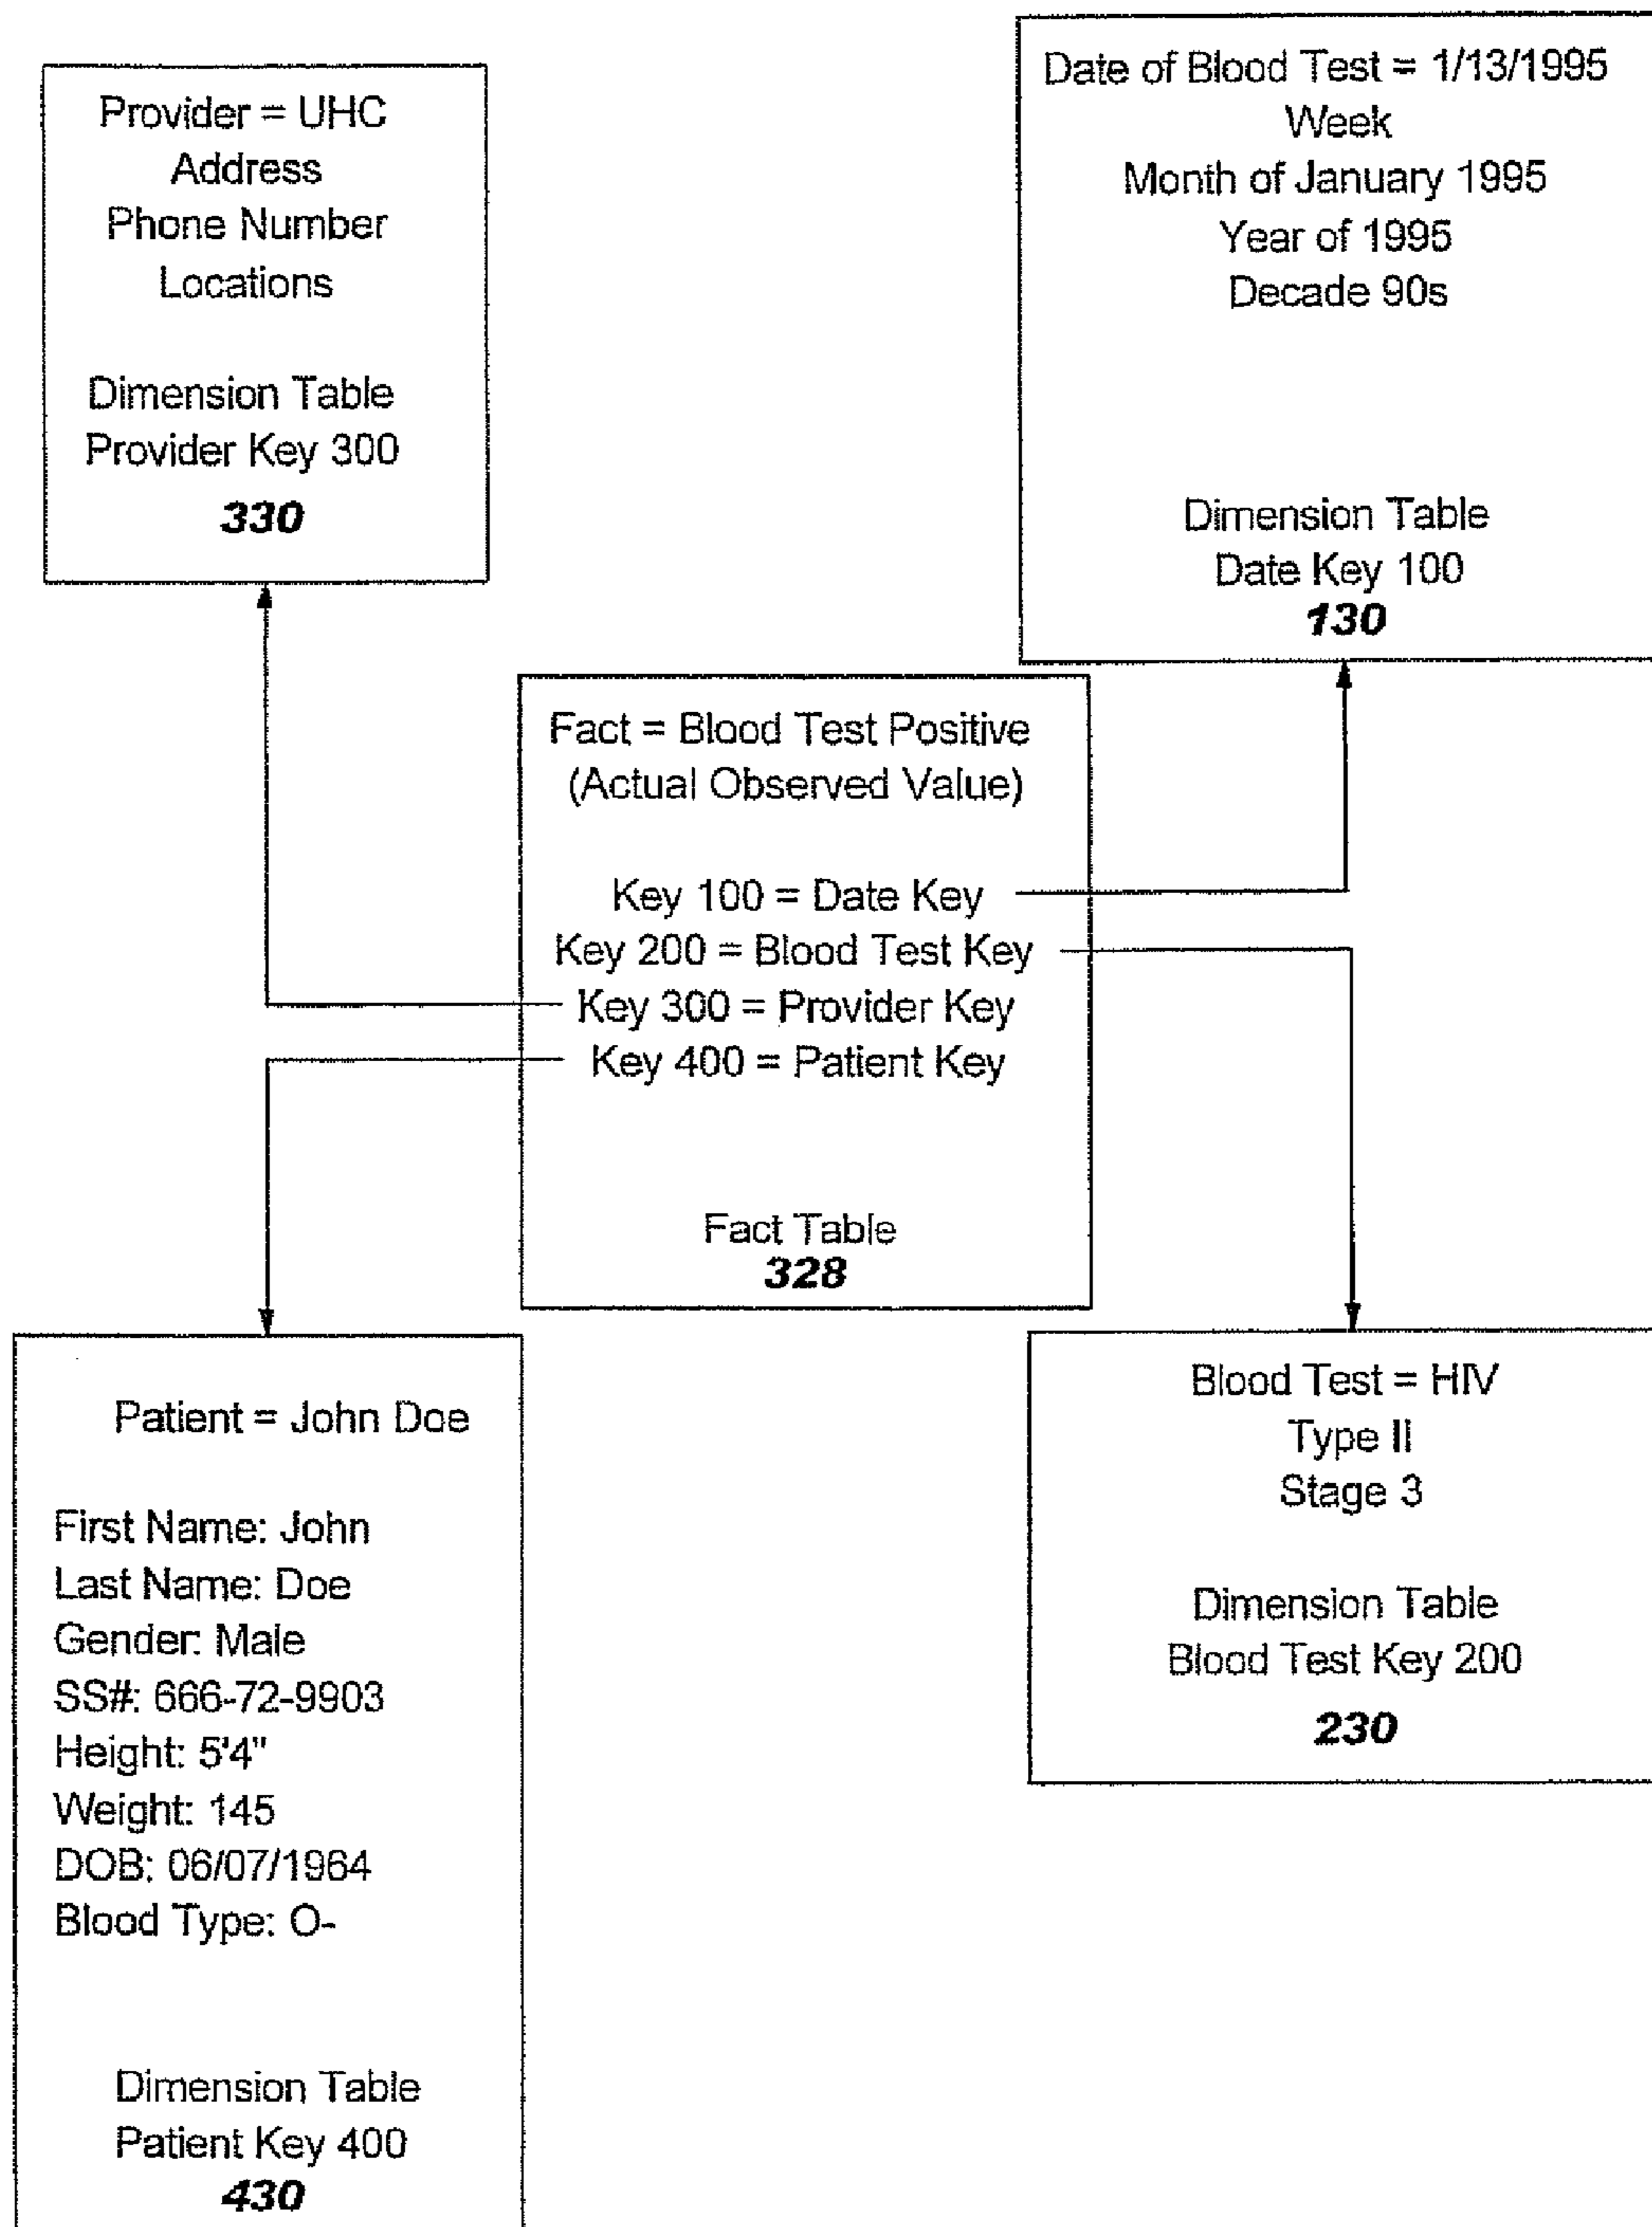 Provider = UHC
Address
Phone Number
Locations
Dimension Table
Provider Key 300
330
Date of Blood Test = 1/13/1995
Week
Month of January 1995
Year of 1995
Decade 90s
Dimension Table
Date Key 100
130
Fact = Blood Test Positive
(Actual Observed Value)
Key 100 = Date Key
Key 200 = Blood Test Key
Key 300 = Provider Key
Key 400 = Patient Key
Fact Table
328
Patient = John Doe
First Name: John
Last Name: Doe
Gender: Male
SS#: 666-72-9903
Height: 5'4"
Weight: 145
DOB: 06/07/1964
Blood Type: O-
Dimension Table
Patient Key 400
430
Blood Test = HIV
Type II
Stage 3
Dimension Table
Blood Test Key 200
230